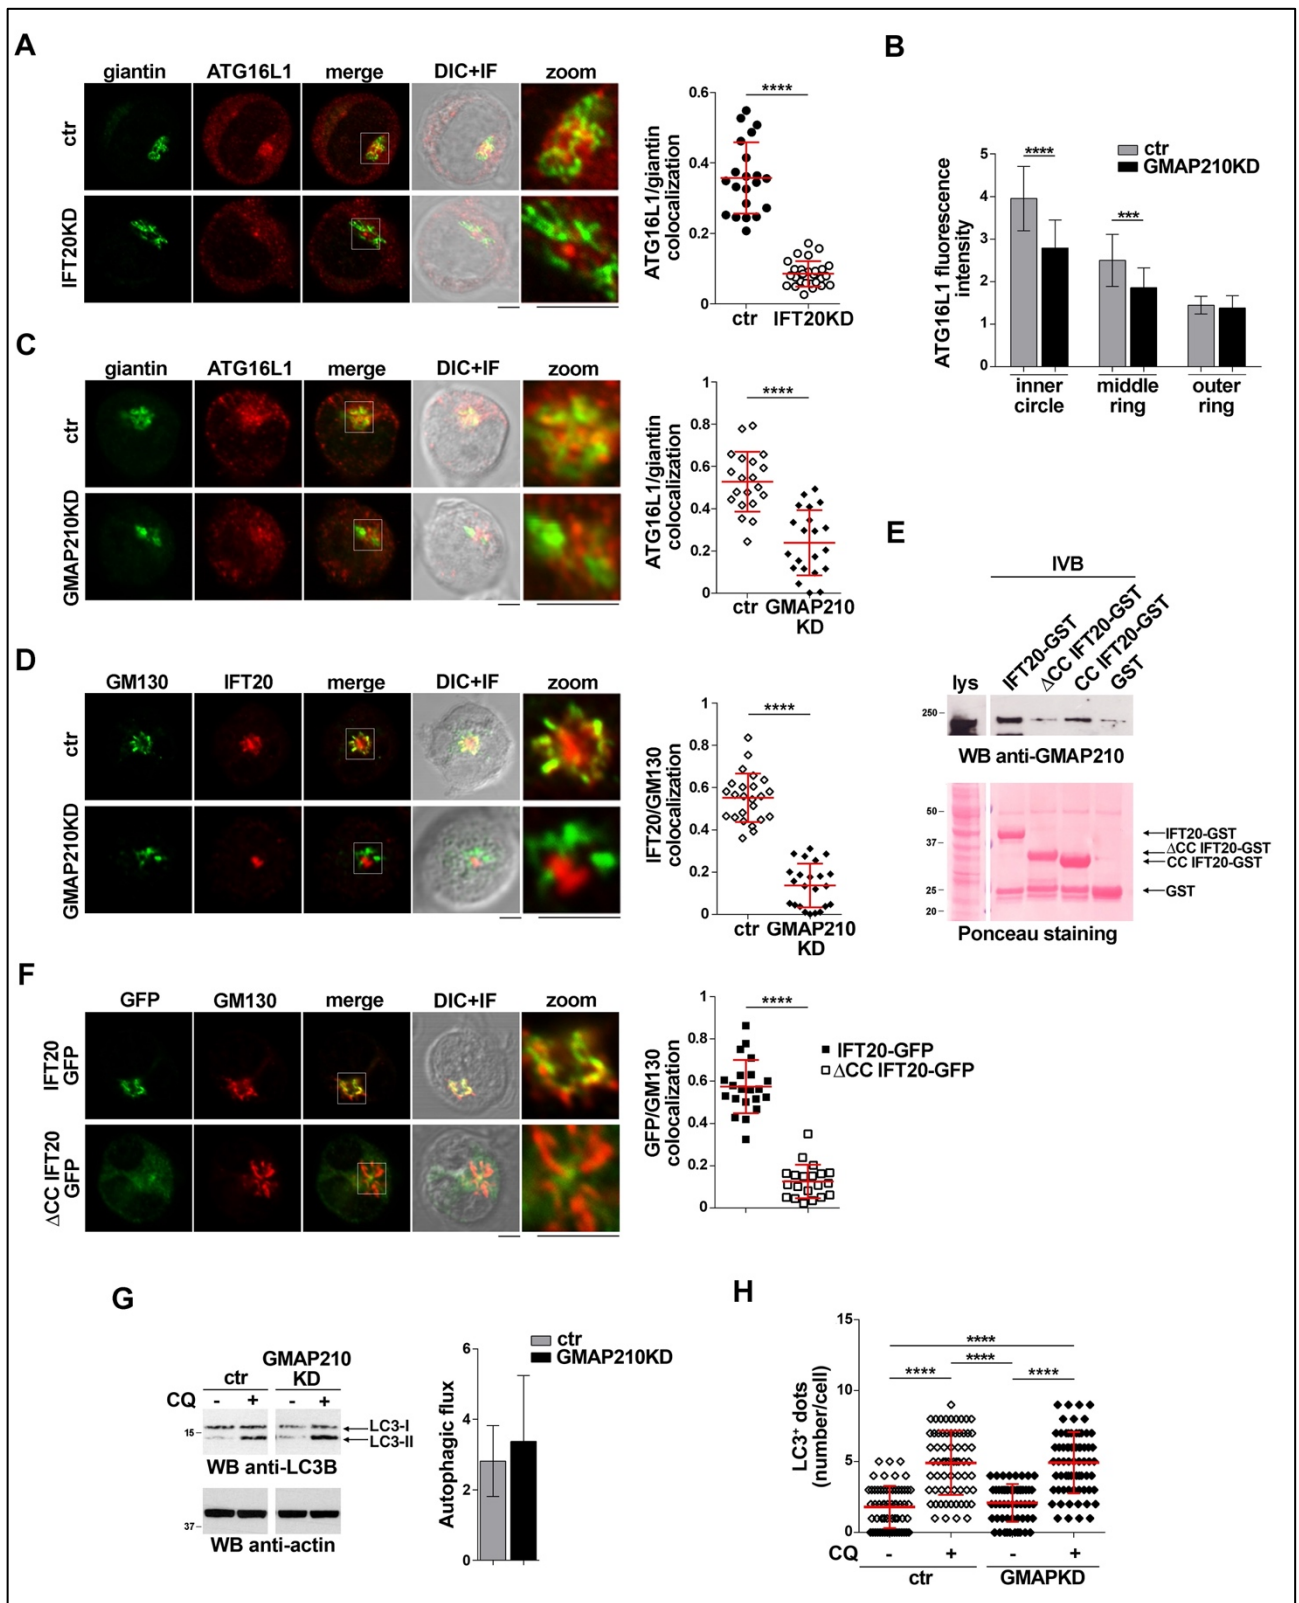 A
giantin ATG16L1 merge DIC+IF zoom
ctr
IFT20KD
ATG16L1/giantin
colocalization
0.6
0.4
0.2
0
****
ctr IFT20KD
B
ctr
GMAP210KD
ATG16L1 fluorescence
intensity
5
4
3
2
1
0
****
***
inner
circle
middle
ring
outer
ring
C
giantin ATG16L1 merge DIC+IF zoom
ctr
GMAP210KD
ATG16L1/giantin
colocalization
1
0.8
0.6
0.4
0.2
0
****
ctr GMAP210
KD
D
GM130 IFT20 merge DIC+IF zoom
ctr
GMAP210KD
IFT20/GM130
colocalization
1
0.8
0.6
0.4
0.2
0
****
ctr GMAP210
KD
E
IVB
lys IFT20-GST ΔCC IFT20-GST CC IFT20-GST GST
250
WB anti-GMAP210
50
37
25
20
IFT20-GST
ΔCC IFT20-GST
CC IFT20-GST
GST
Ponceau staining
F
GFP GM130 merge DIC+IF zoom
IFT20
GFP
ΔCC IFT20
GFP
GFP/GM130
colocalization
1
0.8
0.6
0.4
0.2
0
****
IFT20-GFP
ΔCC IFT20-GFP
G
GMAP210
ctr KD
CQ - + - +
15
LC3-I
LC3-II
WB anti-LC3B
37
WB anti-actin
ctr
GMAP210KD
Autophagic flux
6
4
2
0
H
LC3+ dots
(number/cell)
15
10
5
0
****
****
**** ****
CQ - + - +
ctr GMAPKD